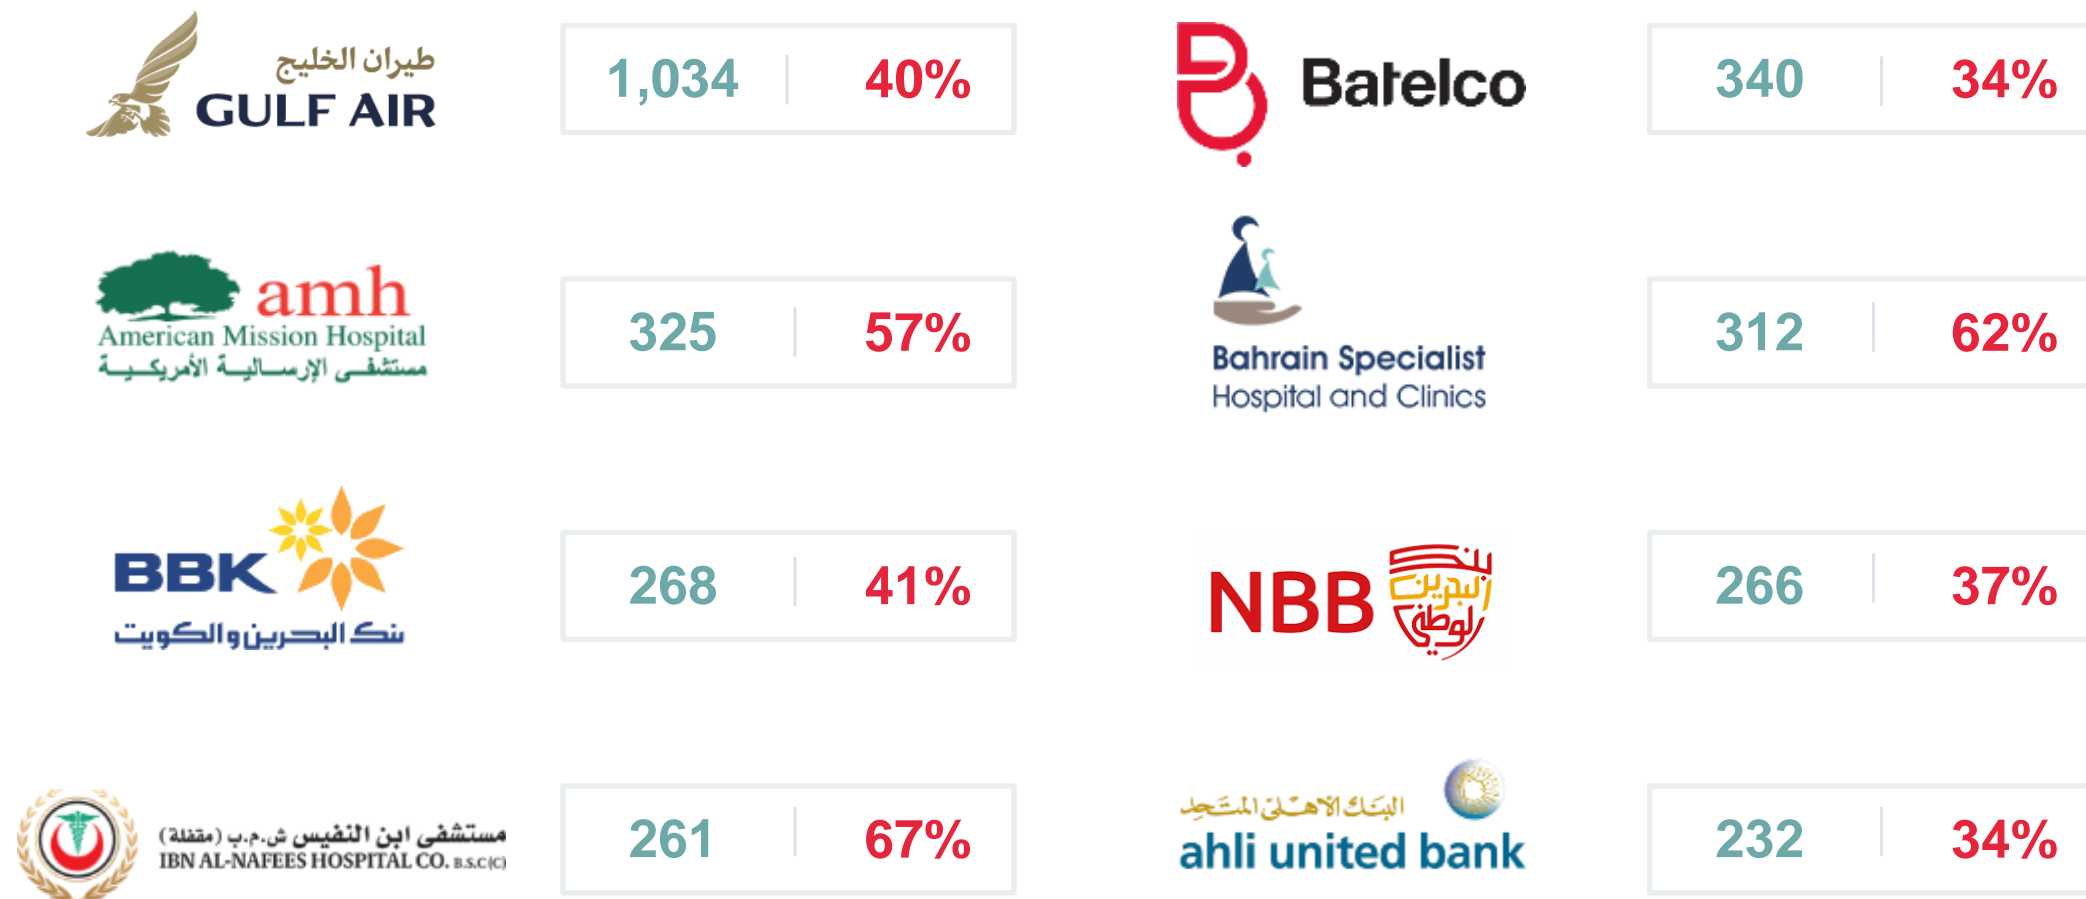 طيران الخليج
GULF AIR
1,034 40%
Batelco
340 34%
amh
American Mission Hospital
مستشفى الإرسالية الأمريكية
325 57%
Bahrain Specialist
Hospital and Clinics
312 62%
BBK
بنك البحرين والكويت
268 41%
NBB
بنك
البحرين
الوطني
266 37%
مستشفى ابن النفيس ش.م.ب (مقفلة)
IBN AL-NAFEES HOSPITAL CO. B.S.C(C)
261 67%
البنك الأهلي المتحد
ahli united bank
232 34%